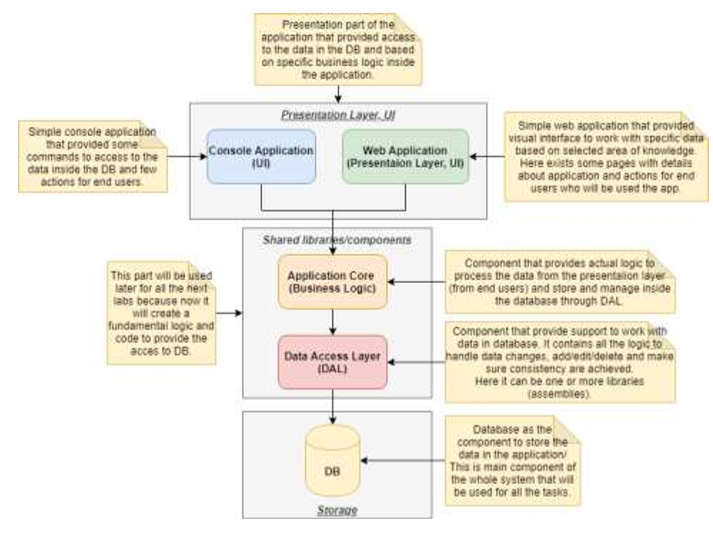 Presentation part of the
application that provided access
to the data in the DB and based
on specific business logic inside
the application.
Presentation Layer, UI
Simple console application
that provided some
commands to access to the
data inside the DB and few
actions for end users.
Console Application
(UI)
Web Application
(Presentaion Layer, UI)
Simple web application that provided
visual interface to work with specific data
based on selected area of knowledge.
Here exists some pages with details
about application and actions for end
users who will be used the app.
Shared libraries/components
This part will be used
later for all the next
labs because now it
will create a
fundamental logic and
code to provide the
acces to DB.
Application Core
(Business Logic)
Component that provides actual logic to
process the data from the presentation layer
(from end users) and store and manage inside
the database through DAL.
Data Access Layer
(DAL)
Component that provide support to work with
data in database. It contains all the logic to
handle data changes, add/edit/delete and make
sure consistency are achieved.
Here it can be one or more libraries
(assemblies).
DB
Storage
Database as the
component to store the
data in the application/
This is main component of
the whole system that will
be used for all the tasks.